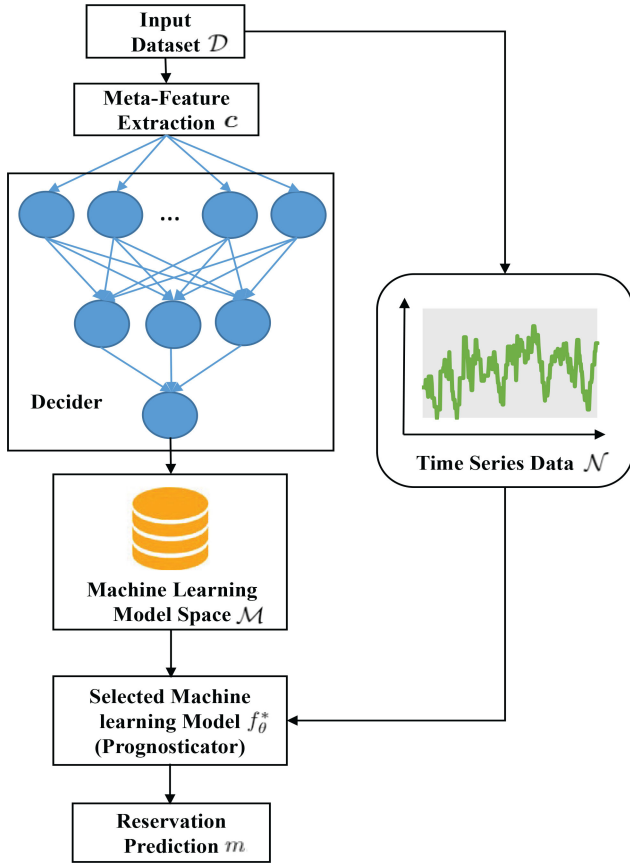 Input
Dataset 𝒟
Meta-Feature
Extraction 𝒄
...
Decider
Time Series Data 𝒩
Machine Learning
Model Space ℳ
Selected Machine
learning Model f*θ
(Prognosticator)
Reservation
Prediction m